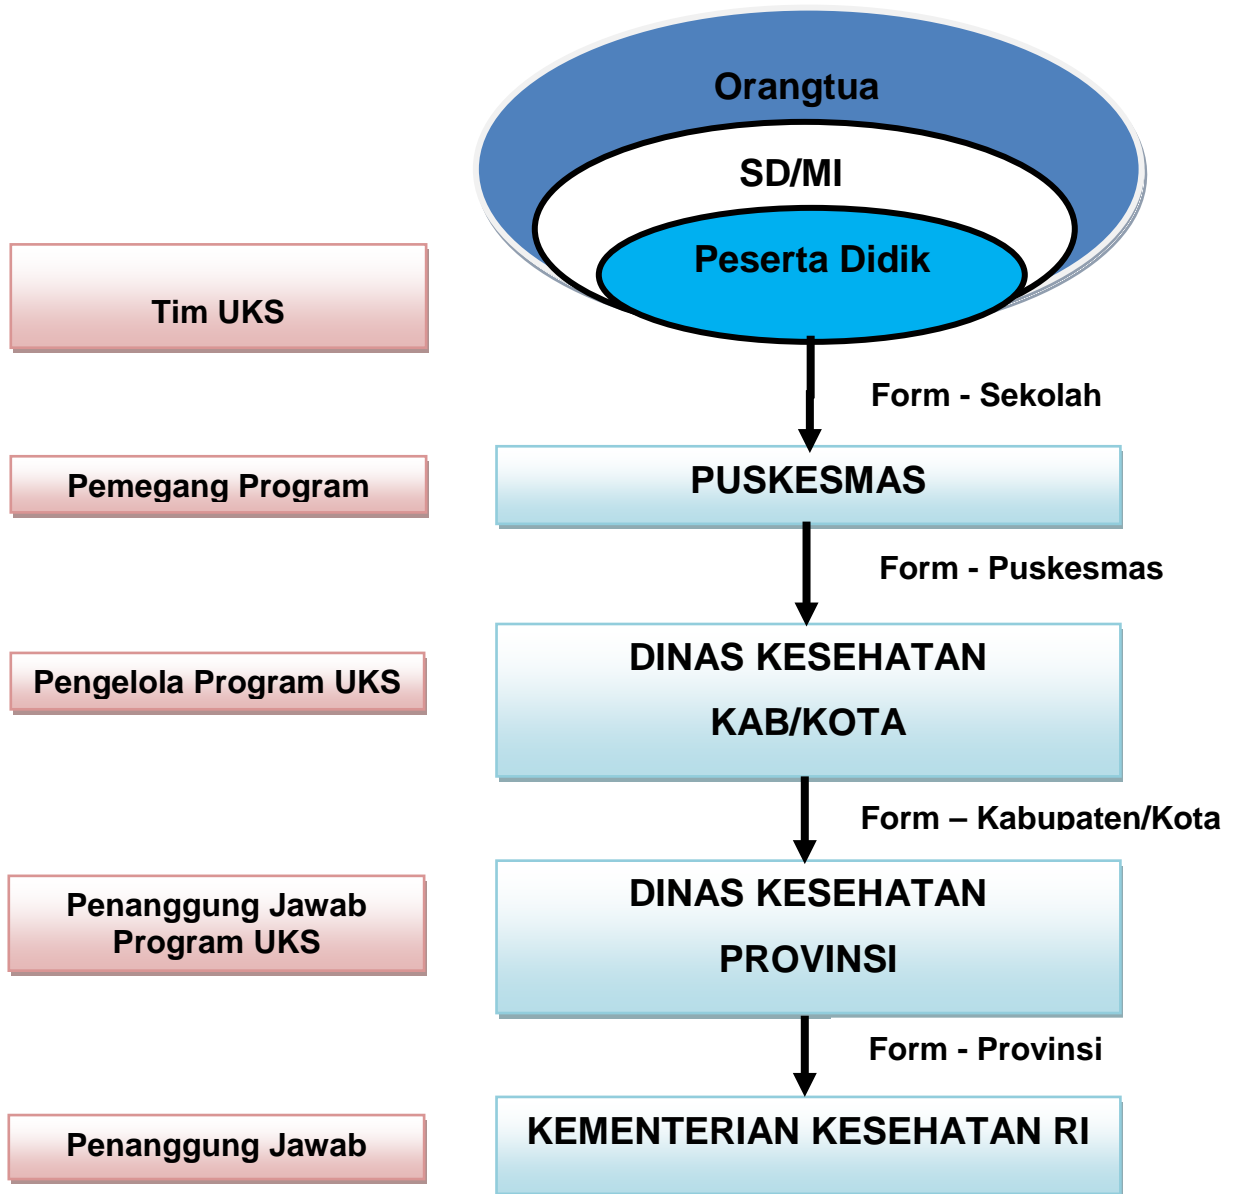 Orangtua
SD/MI
Peserta Didik
Tim UKS
Form - Sekolah
Pemegang Program
PUSKESMAS
Form - Puskesmas
Pengelola Program UKS
DINAS KESEHATAN
KAB/KOTA
Form – Kabupaten/Kota
Penanggung Jawab
Program UKS
DINAS KESEHATAN
PROVINSI
Form - Provinsi
Penanggung Jawab
KEMENTERIAN KESEHATAN RI